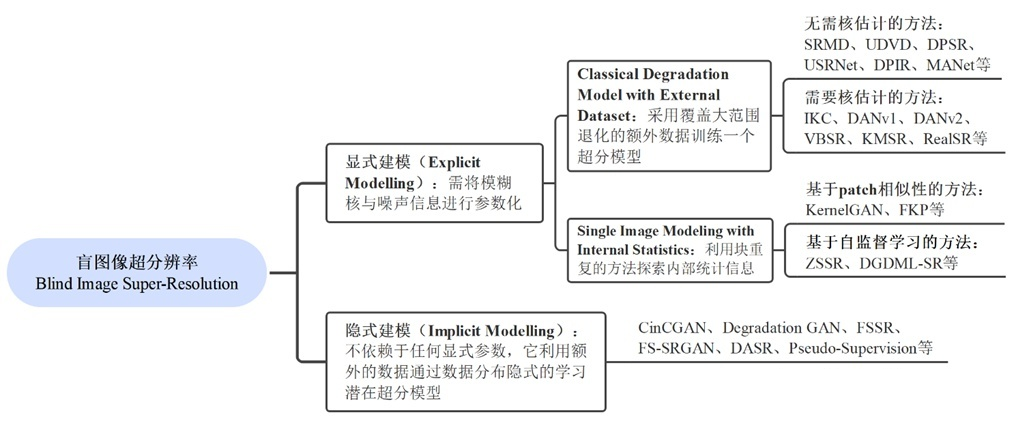 盲图像超分辨率
Blind Image Super-Resolution
显式建模（Explicit
Modelling）：需将模糊
核与噪声信息进行参数化
Classical Degradation
Model with External
Dataset：采用覆盖大范围
退化的额外数据训练一个
超分模型
无需核估计的方法：
SRMD、UDVD、DPSR、
USRNet、DPIR、MANet等
需要核估计的方法：
IKC、DANv1、DANv2、
VBSR、KMSR、RealSR等
Single Image Modeling with
Internal Statistics：利用块重
复的方法探索内部统计信息
基于patch相似性的方法：
KernelGAN、FKP等
基于自监督学习的方法：
ZSSR、DGDML-SR等
隐式建模（Implicit Modelling）：
不依赖于任何显式参数，它利用额
外的数据通过数据分布隐式的学习
潜在超分模型
CinCGAN、Degradation GAN、FSSR、
FS-SRGAN、DASR、Pseudo-Supervision等